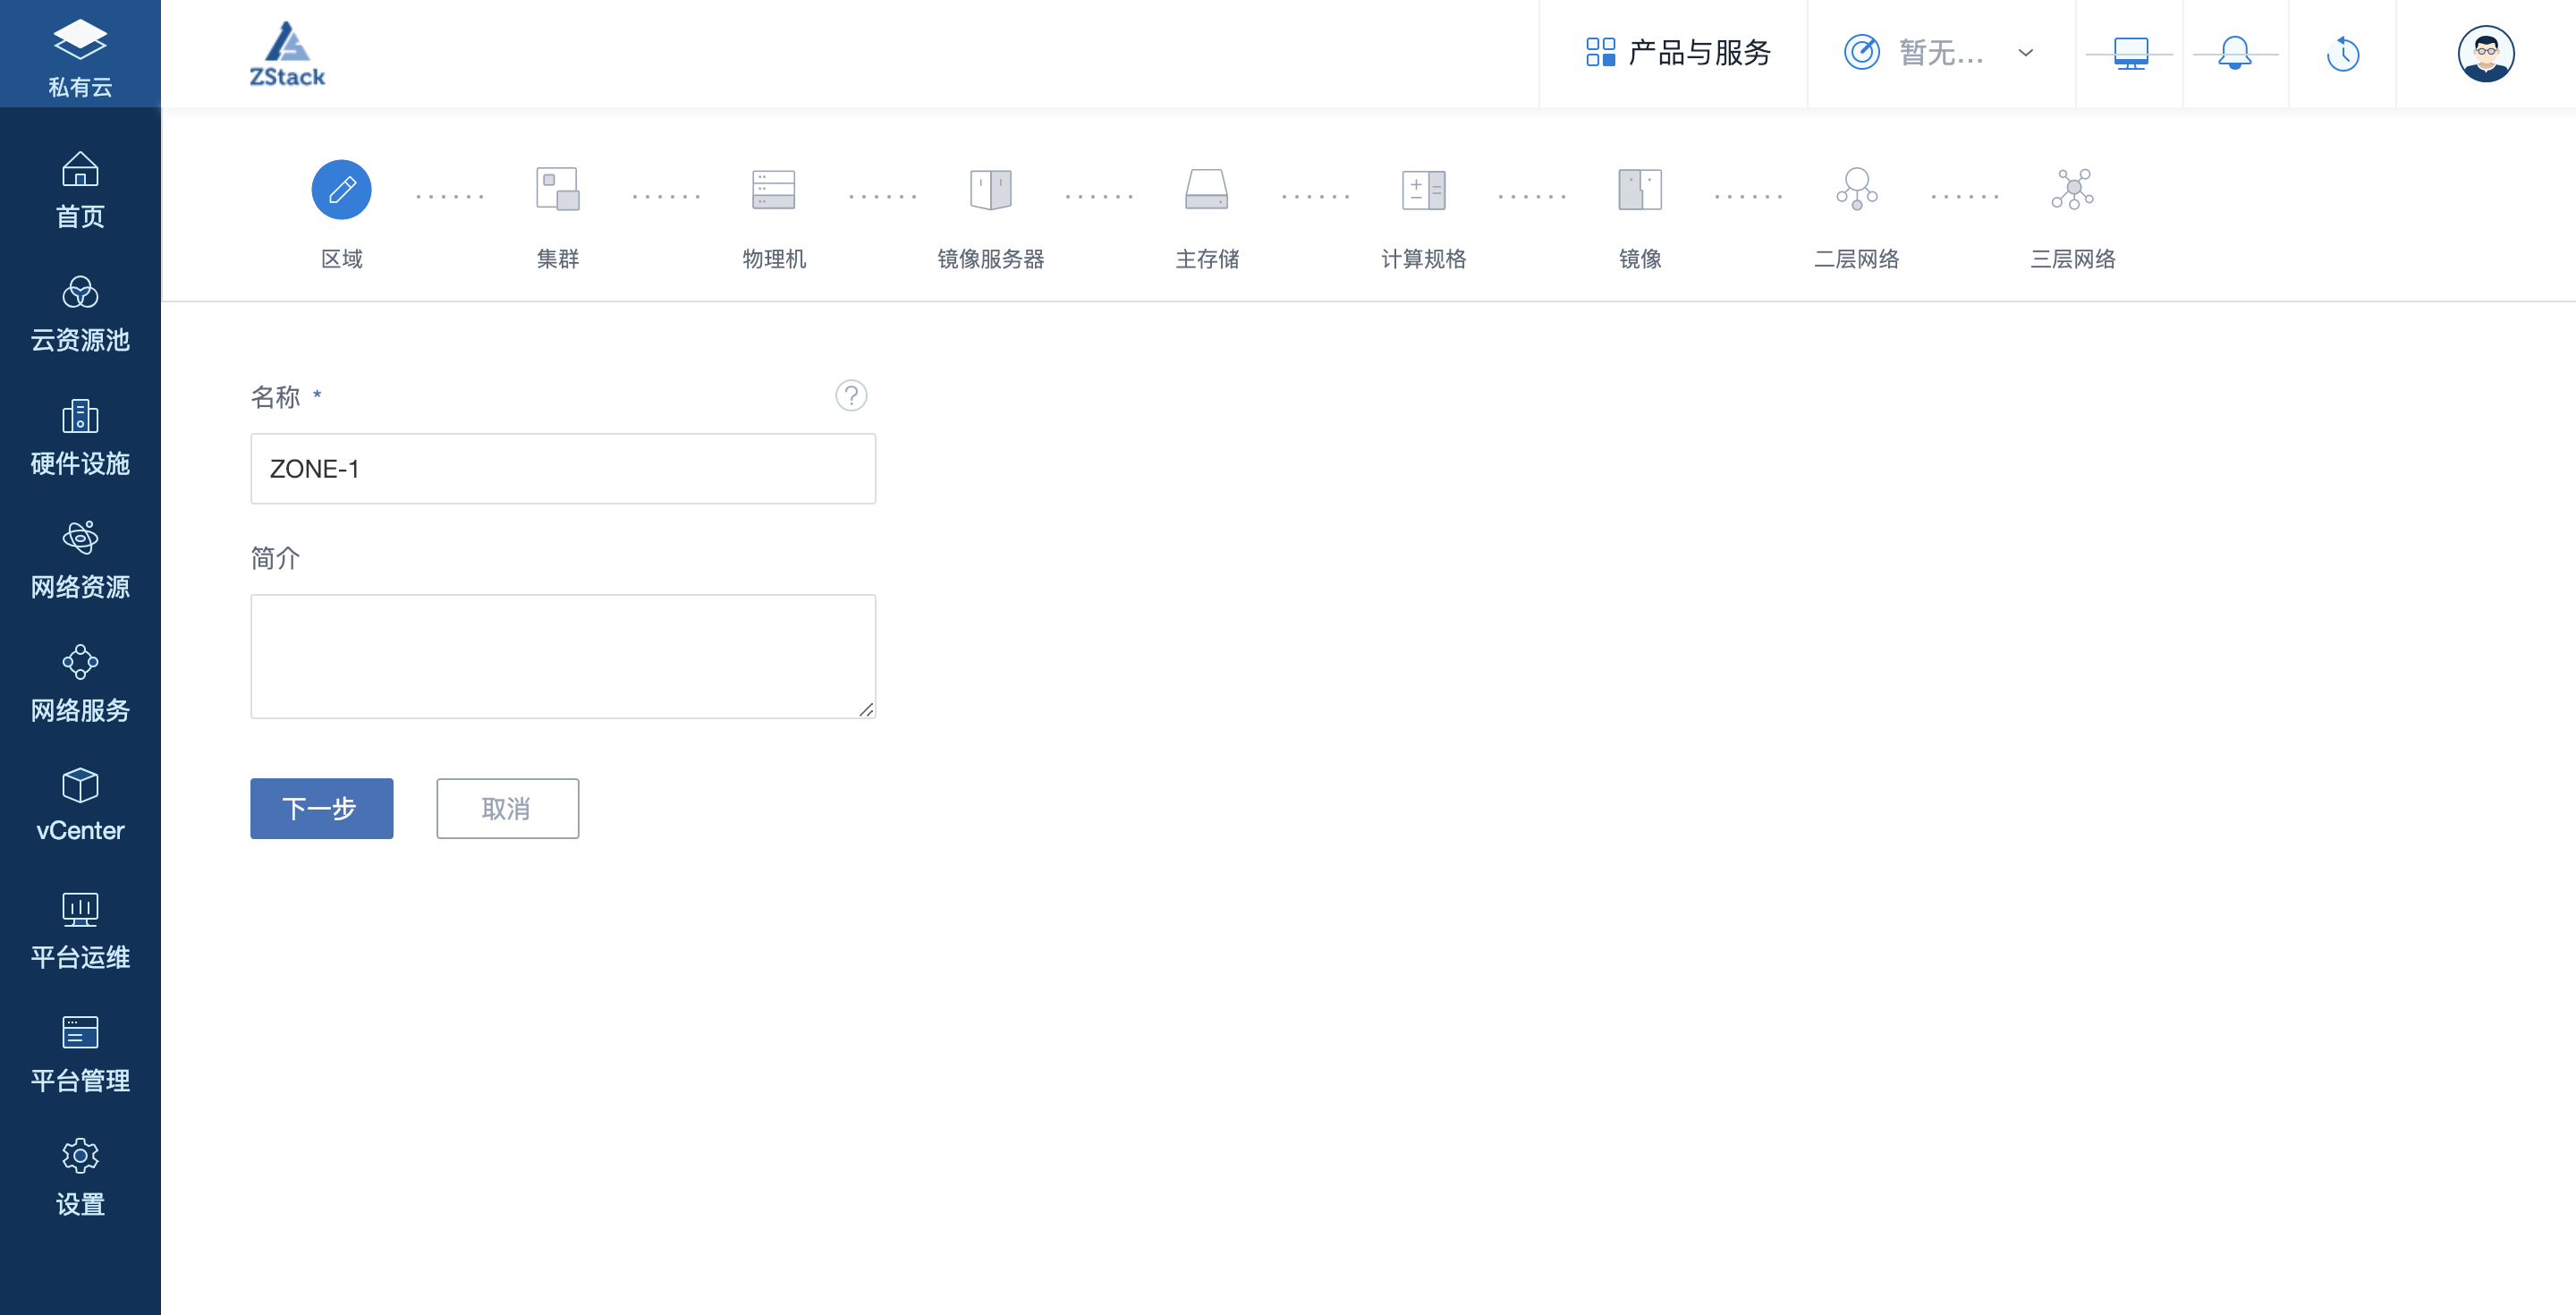 私有云
ZStack
产品与服务
暂无...
首页
云资源池
硬件设施
网络资源
网络服务
vCenter
平台运维
平台管理
设置
区域
集群
物理机
镜像服务器
主存储
计算规格
镜像
二层网络
三层网络
名称 *
?
ZONE-1
简介
下一步
取消